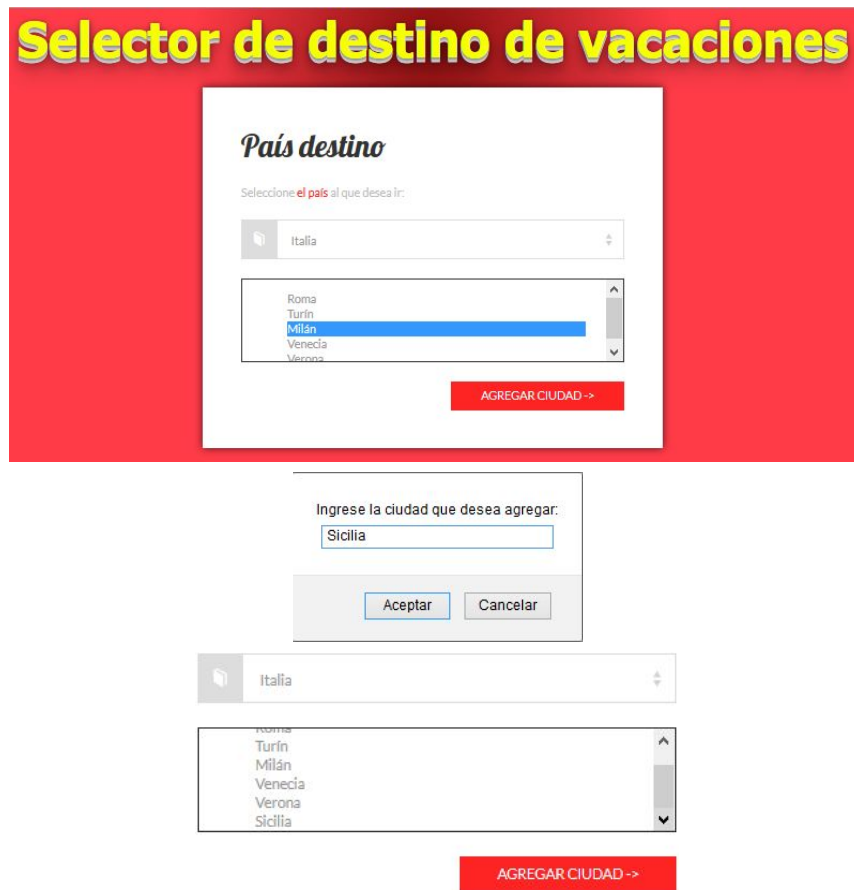 Selector de destino de vacaciones
País destino
Seleccione el país al que desea ir:
Italia
Roma
Turín
Milán
Venecia
Verona
AGREGAR CIUDAD ->
Ingrese la ciudad que desea agregar:
Sicilia
Aceptar Cancelar
Italia
Roma
Turín
Milán
Venecia
Verona
Sicilia
AGREGAR CIUDAD ->